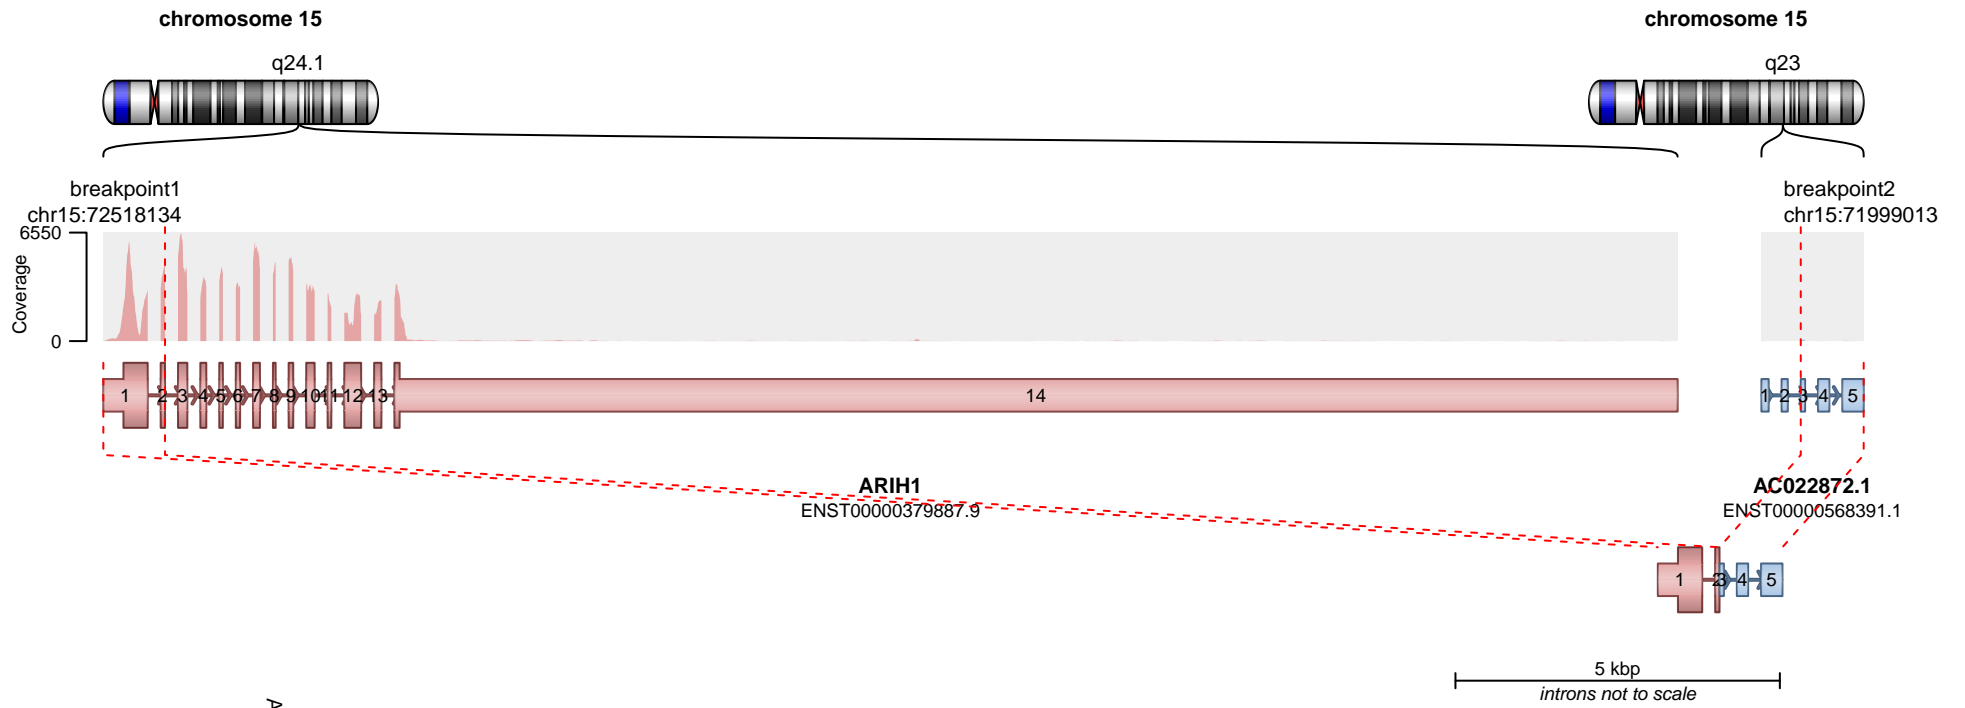 chromosome 15
chromosome 15
q24.1
q23
breakpoint1
chr15:72518134
breakpoint2
chr15:71999013
6550
0
Coverage
1 2 3 4 5 6 7 8 9 10 11 12 13 14
1 2 3 4 5
ARIH1
ENST00000379887.9
AC022872.1
ENST00000568391.1
1 2 3 4 5
5 kbp
introns not to scale
A